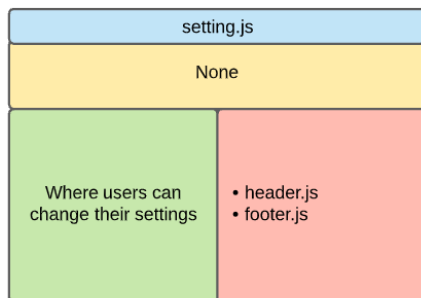 setting.js
None
Where users can
change their settings
• header.js
• footer.js